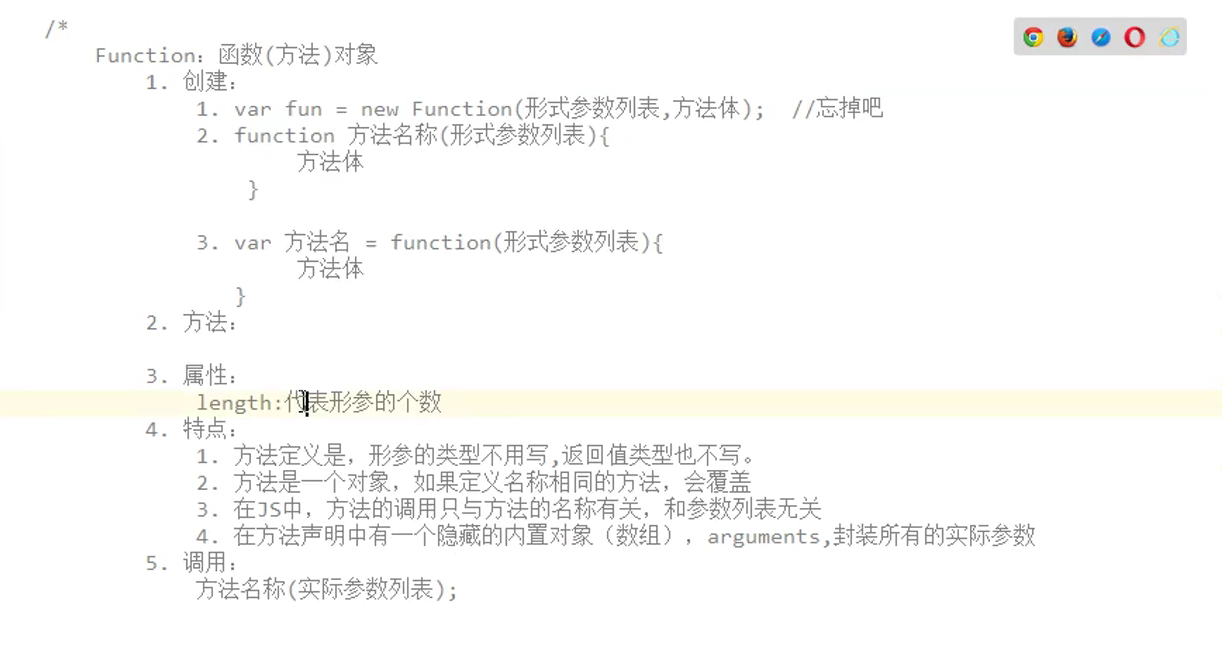 /*
Function：函数(方法)对象
1. 创建：
1. var fun = new Function(形式参数列表,方法体);  //忘掉吧
2. function 方法名称(形式参数列表){
方法体
}
3. var 方法名 = function(形式参数列表){
方法体
}
2. 方法：
3. 属性：
length:代表形参的个数
4. 特点：
1. 方法定义是，形参的类型不用写,返回值类型也不写。
2. 方法是一个对象，如果定义名称相同的方法，会覆盖
3. 在JS中，方法的调用只与方法的名称有关，和参数列表无关
4. 在方法声明中有一个隐藏的内置对象（数组），arguments,封装所有的实际参数
5. 调用：
方法名称(实际参数列表);